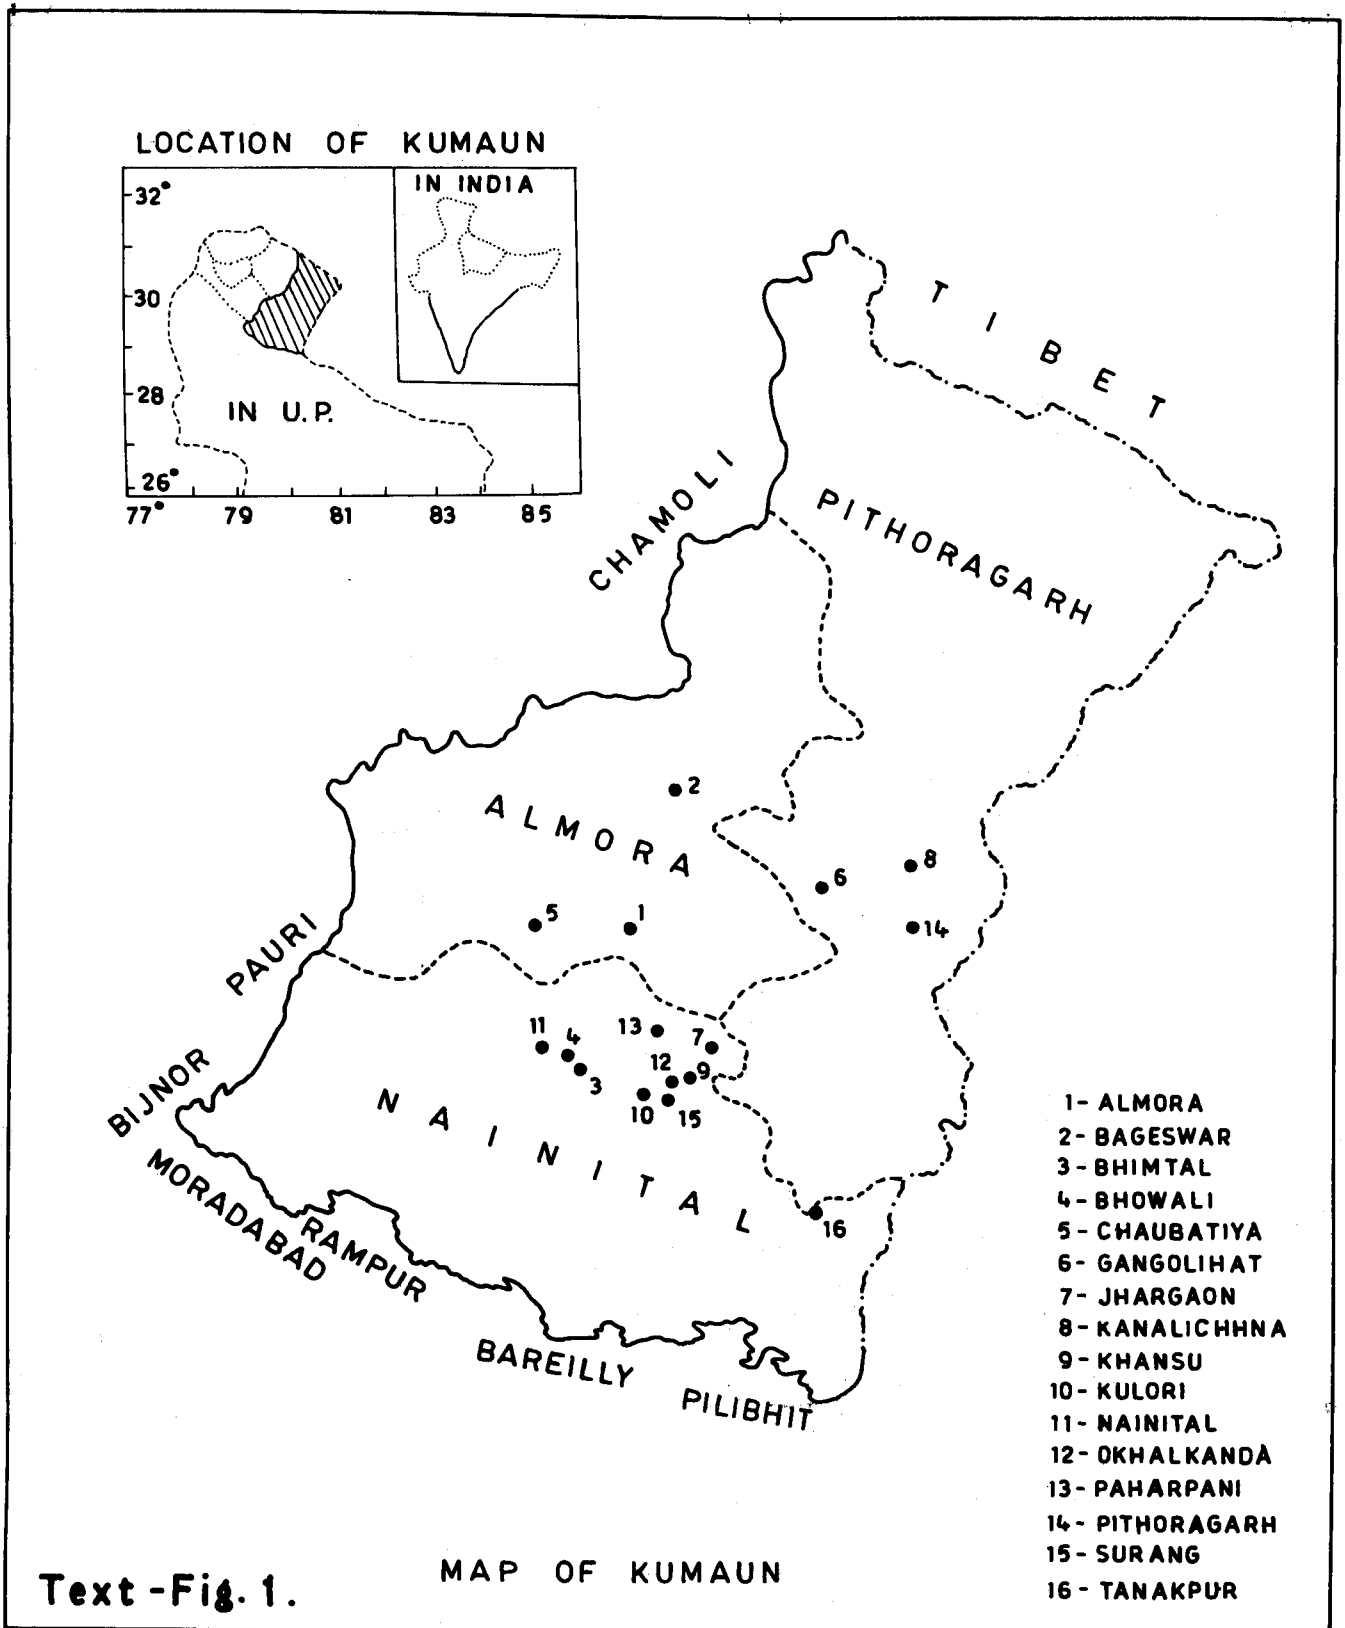 LOCATION OF KUMAUN
IN INDIA
32°
30
28
26°
IN U.P.
77° 79 81 83 85
TIBET
CHAMOLI
PITHORAGARH
2
ALMORA
8
6
5
1
14
PAURI
11
4
13
7
12
9
3
10
15
BIJNOR
NAINITAL
MORADABAD
RAMPUR
16
BAREILLY
PILIBHIT
1- ALMORA
2- BAGESWAR
3- BHIMTAL
4- BHOWALI
5- CHAUBATIYA
6- GANGOLIHAT
7- JHARGAON
8- KANALICHHNA
9- KHANSU
10- KULORI
11- NAINITAL
12- OKHALKANDA
13- PAHARPANI
14- PITHORAGARH
15- SURANG
16- TANAKPUR
MAP OF KUMAUN
Text-Fig. 1.